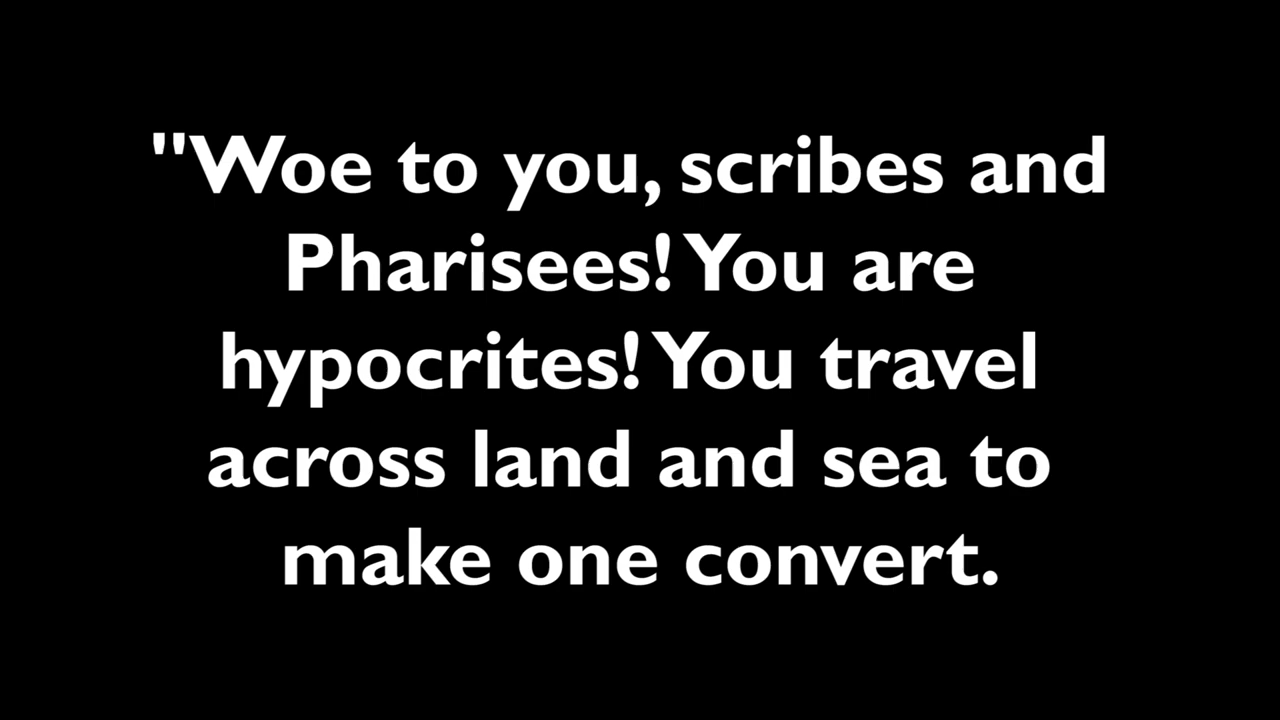 "Woe to you, scribes and
Pharisees! You are
hypocrites! You travel
across land and sea to
make one convert.